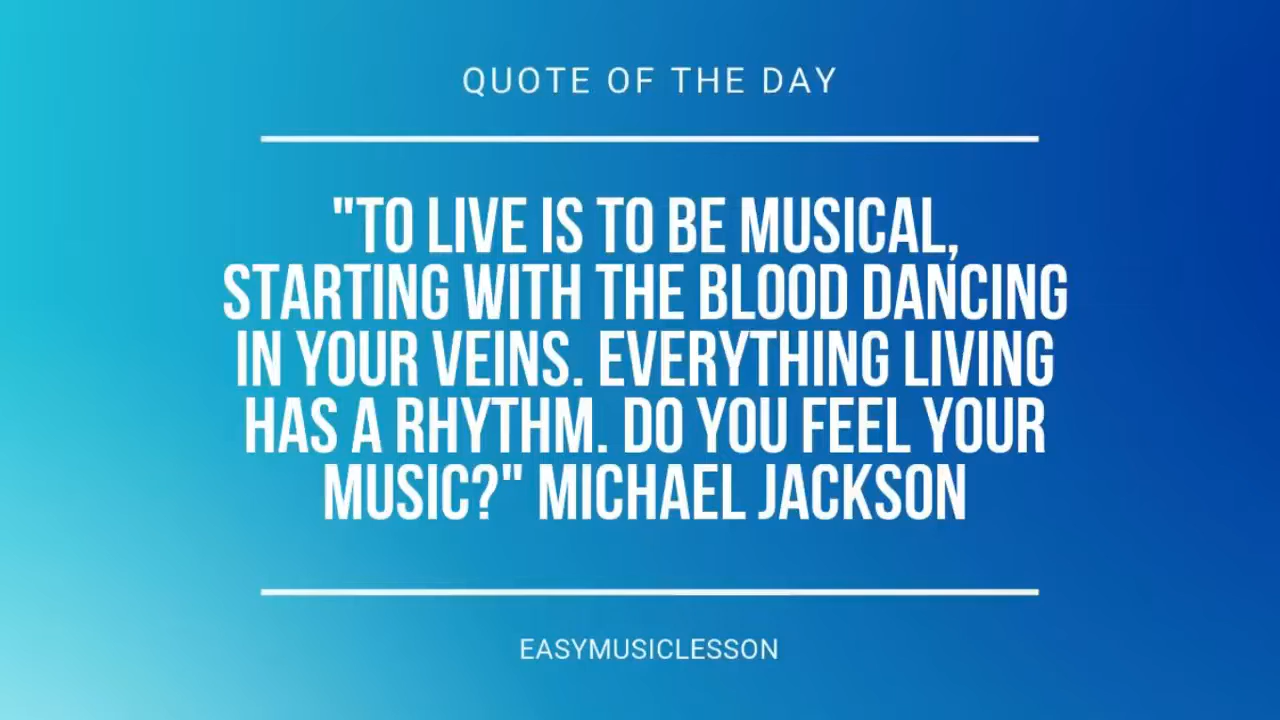 QUOTE OF THE DAY
"TO LIVE IS TO BE MUSICAL,
STARTING WITH THE BLOOD DANCING
IN YOUR VEINS. EVERYTHING LIVING
HAS A RHYTHM. DO YOU FEEL YOUR
MUSIC?" MICHAEL JACKSON
EASYMUSICLESSON